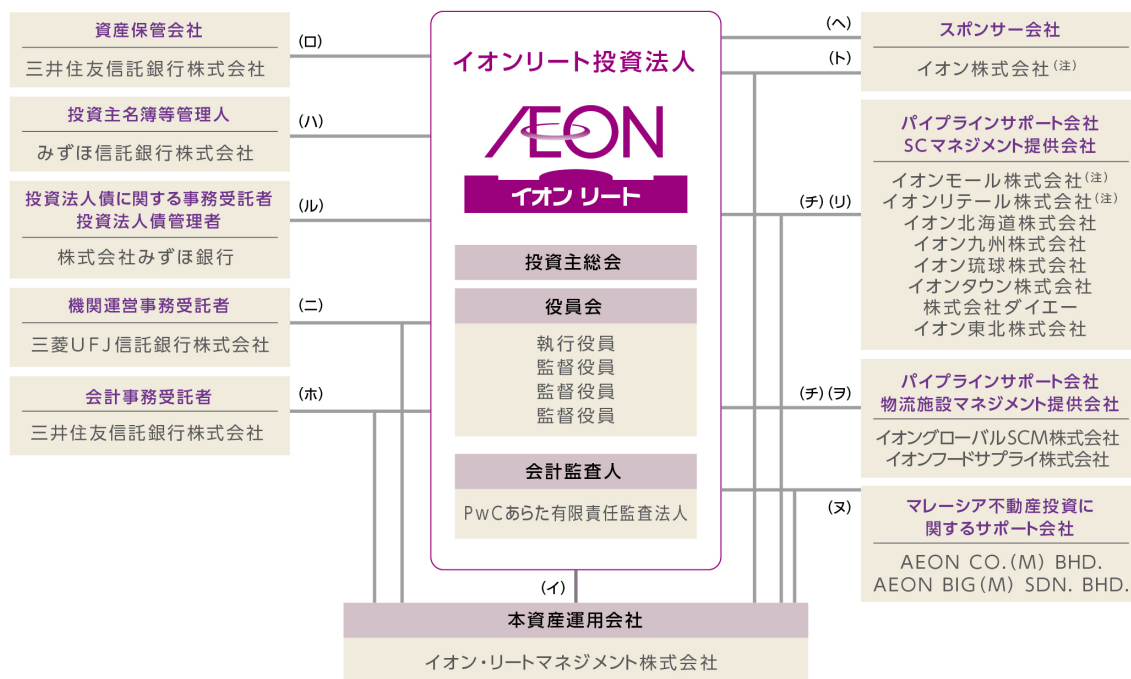 資産保管会社
三井住友信託銀行株式会社
(ロ)
投資主名簿等管理人
みずほ信託銀行株式会社
(ハ)
投資法人債に関する事務受託者
投資法人債管理者
株式会社みずほ銀行
(ル)
機関運営事務受託者
三菱UFJ信託銀行株式会社
(ニ)
会計事務受託者
三井住友信託銀行株式会社
(ホ)
イオンリート投資法人
ÆON
イオン リート
投資主総会
役員会
執行役員
監督役員
監督役員
監督役員
会計監査人
PwCあらた有限責任監査法人
(イ)
本資産運用会社
イオン・リートマネジメント株式会社
(ヘ)
(ト)
スポンサー会社
イオン株式会社(注)
パイプラインサポート会社
SCマネジメント提供会社
(チ)(リ)
イオンモール株式会社(注)
イオンリテール株式会社(注)
イオン北海道株式会社
イオン九州株式会社
イオン琉球株式会社
イオンタウン株式会社
株式会社ダイエー
イオン東北株式会社
(チ)(ヲ)
パイプラインサポート会社
物流施設マネジメント提供会社
イオングローバルSCM株式会社
イオンフードサプライ株式会社
(ヌ)
マレーシア不動産投資に
関するサポート会社
AEON CO.(M) BHD.
AEON BIG(M) SDN. BHD.